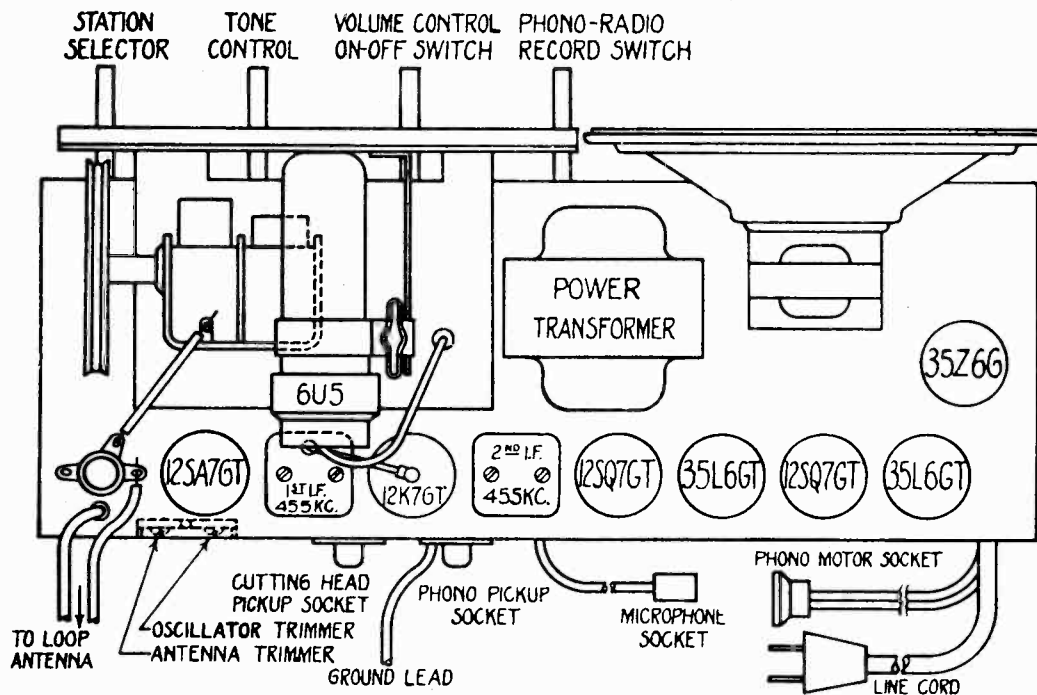 STATION
SELECTOR
TONE
CONTROL
VOLUME CONTROL
ON-OFF SWITCH
PHONO-RADIO
RECORD SWITCH
POWER
TRANSFORMER
35Z6G
6U5
12SA7GT
1ST I.F.
455KC.
12K7GT
2ND I.F.
455KC.
12SQ7GT
35L6GT
12SQ7GT
35L6GT
TO LOOP
ANTENNA
CUTTING HEAD
PICKUP SOCKET
OSCILLATOR TRIMMER
ANTENNA TRIMMER
PHONO PICKUP
SOCKET
GROUND LEAD
MICROPHONE
SOCKET
PHONO MOTOR SOCKET
LINE CORD